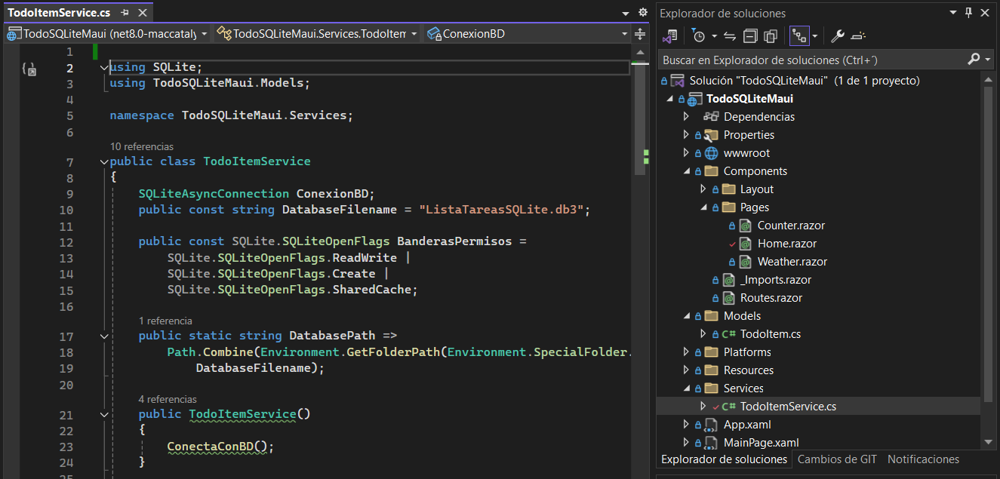 TodoItemService.cs
TodoSQLiteMaui (net8.0-maccataly
TodoSQLiteMaui.Services.TodoItem
ConexionBD
1
2 using SQLite;
3 using TodoSQLiteMaui.Models;
4
5 namespace TodoSQLiteMaui.Services;
6
10 referencias
7 public class TodoItemService
8 {
9 SQLiteAsyncConnection ConexionBD;
10 public const string DatabaseFilename = "ListaTareasSQLite.db3";
11
12 public const SQLite.SQLiteOpenFlags BanderasPermisos =
13 SQLite.SQLiteOpenFlags.ReadWrite |
14 SQLite.SQLiteOpenFlags.Create |
15 SQLite.SQLiteOpenFlags.SharedCache;
16
1 referencia
17 public static string DatabasePath =>
18 Path.Combine(Environment.GetFolderPath(Environment.SpecialFolder.
19 DatabaseFilename);
20
4 referencias
21 public TodoItemService()
22 {
23 ConectaConBD();
24 }
25
Explorador de soluciones
Buscar en Explorador de soluciones (Ctrl+´)
Solución "TodoSQLiteMaui" (1 de 1 proyecto)
TodoSQLiteMaui
Dependencias
Properties
wwwroot
Components
Layout
Pages
Counter.razor
Home.razor
Weather.razor
_Imports.razor
Routes.razor
Models
C# TodoItem.cs
Platforms
Resources
Services
C# TodoItemService.cs
App.xaml
MainPage.xaml
Explorador de soluciones
Cambios de GIT
Notificaciones